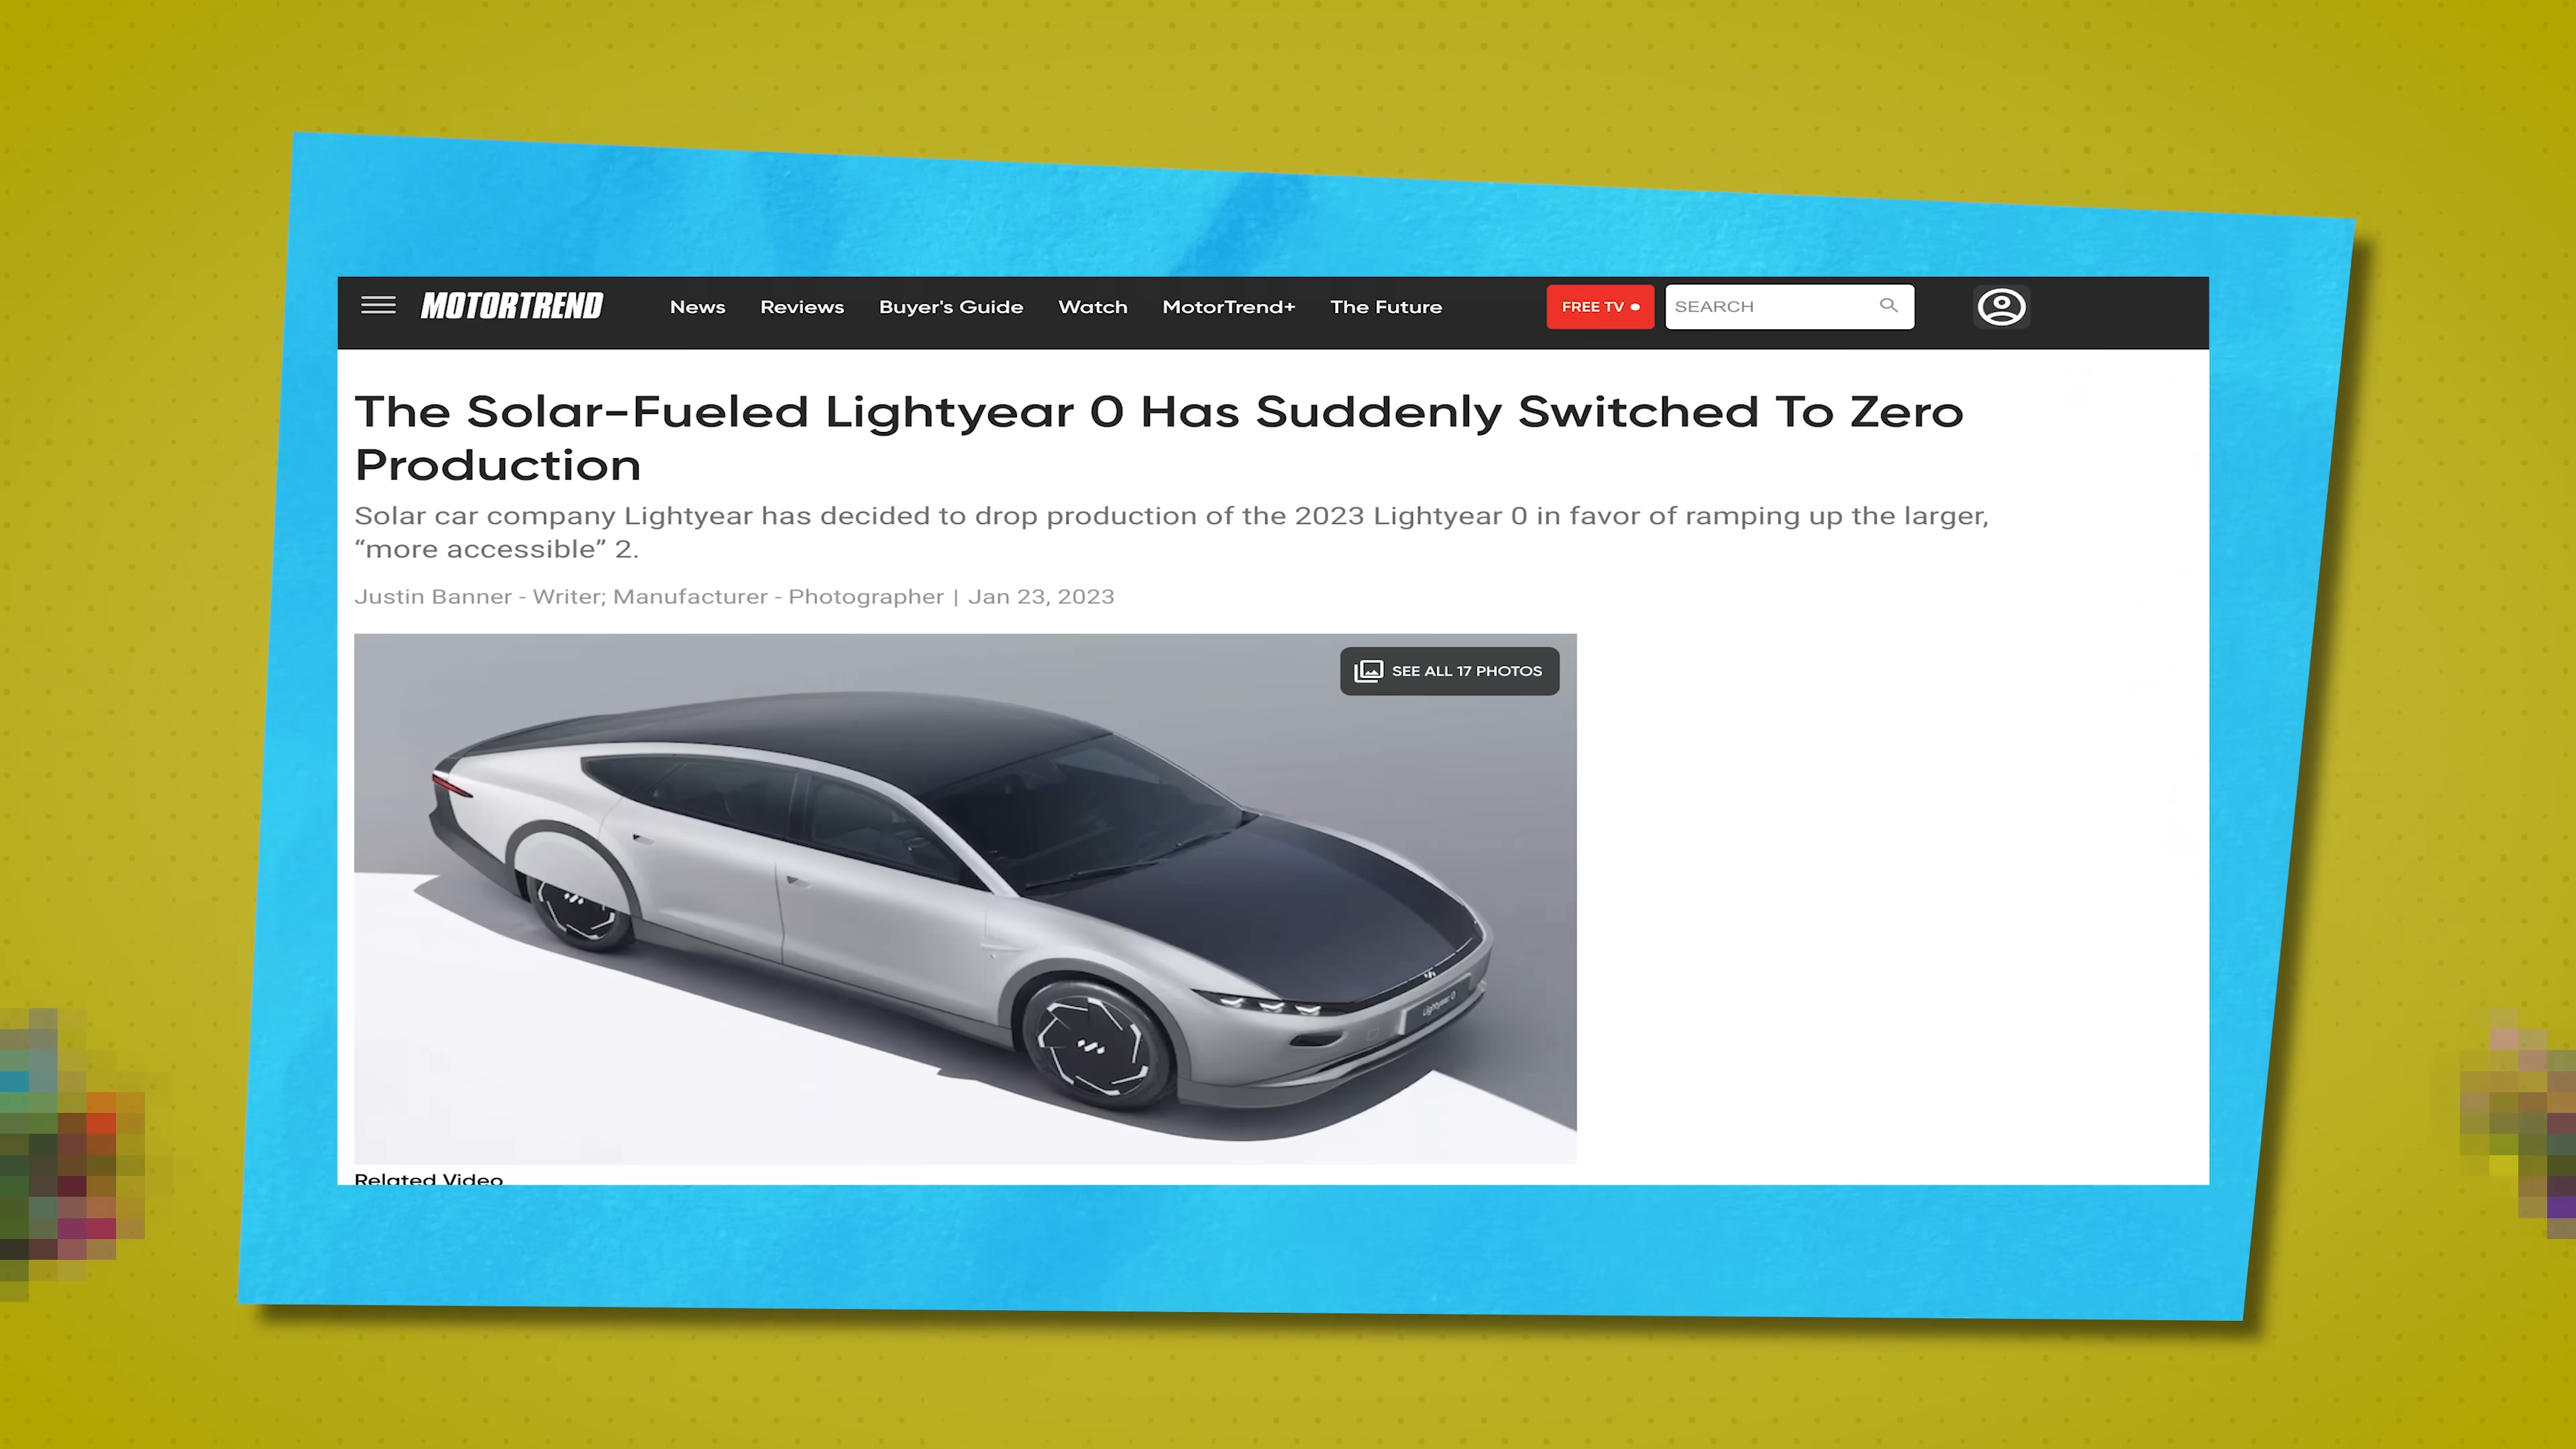 MOTORTREND
News Reviews Buyer's Guide Watch MotorTrend+ The Future
FREE TV
SEARCH
The Solar-Fueled Lightyear 0 Has Suddenly Switched To Zero
Production
Solar car company Lightyear has decided to drop production of the 2023 Lightyear 0 in favor of ramping up the larger,
“more accessible” 2.
Justin Banner - Writer; Manufacturer - Photographer | Jan 23, 2023
SEE ALL 17 PHOTOS
Lightyear 0
Related Video